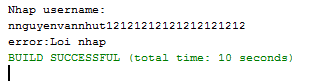 Nhap username:
nnguyenvannhut12121212121212121212
error:Loi nhap
BUILD SUCCESSFUL (total time: 10 seconds)